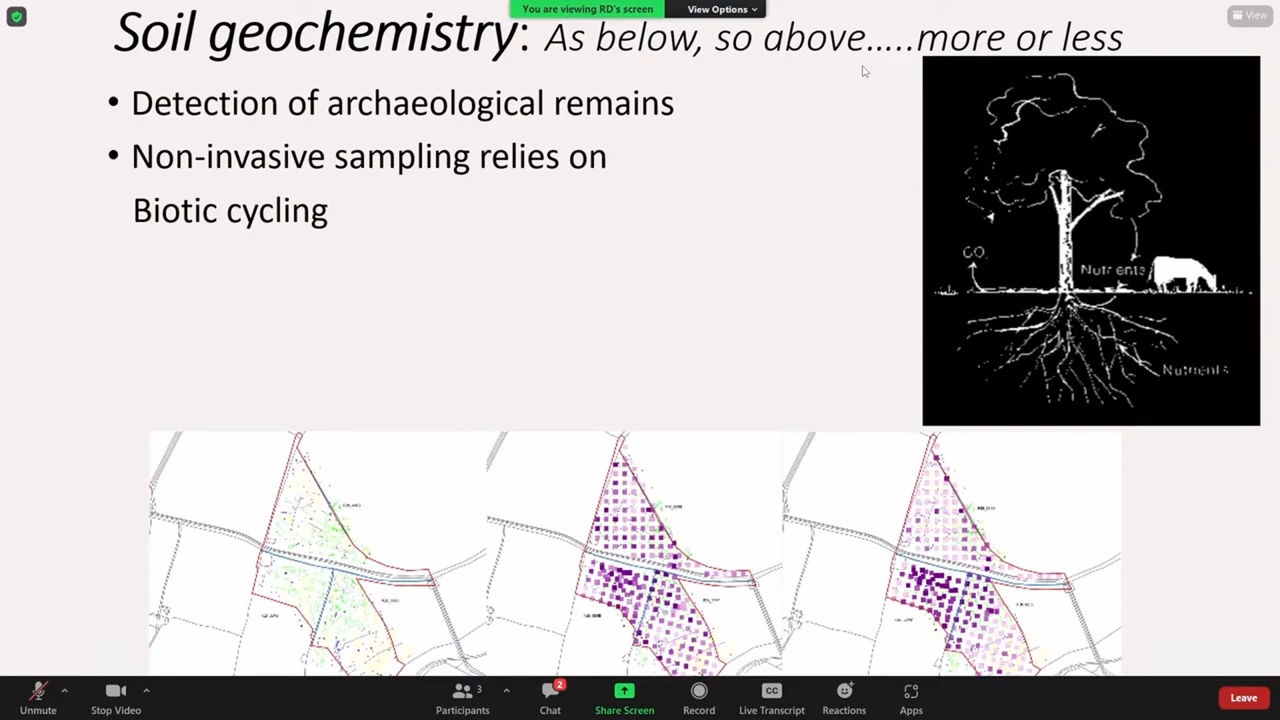 You are viewing RD's screen
View Options
View
Soil geochemistry: As below, so above.....more or less
• Detection of archaeological remains
• Non-invasive sampling relies on
Biotic cycling
CO
Nutrients
Nutrients
Unmute
Stop Video
Participants
3
Chat
2
Share Screen
Record
CC
Live Transcript
Reactions
Apps
Leave